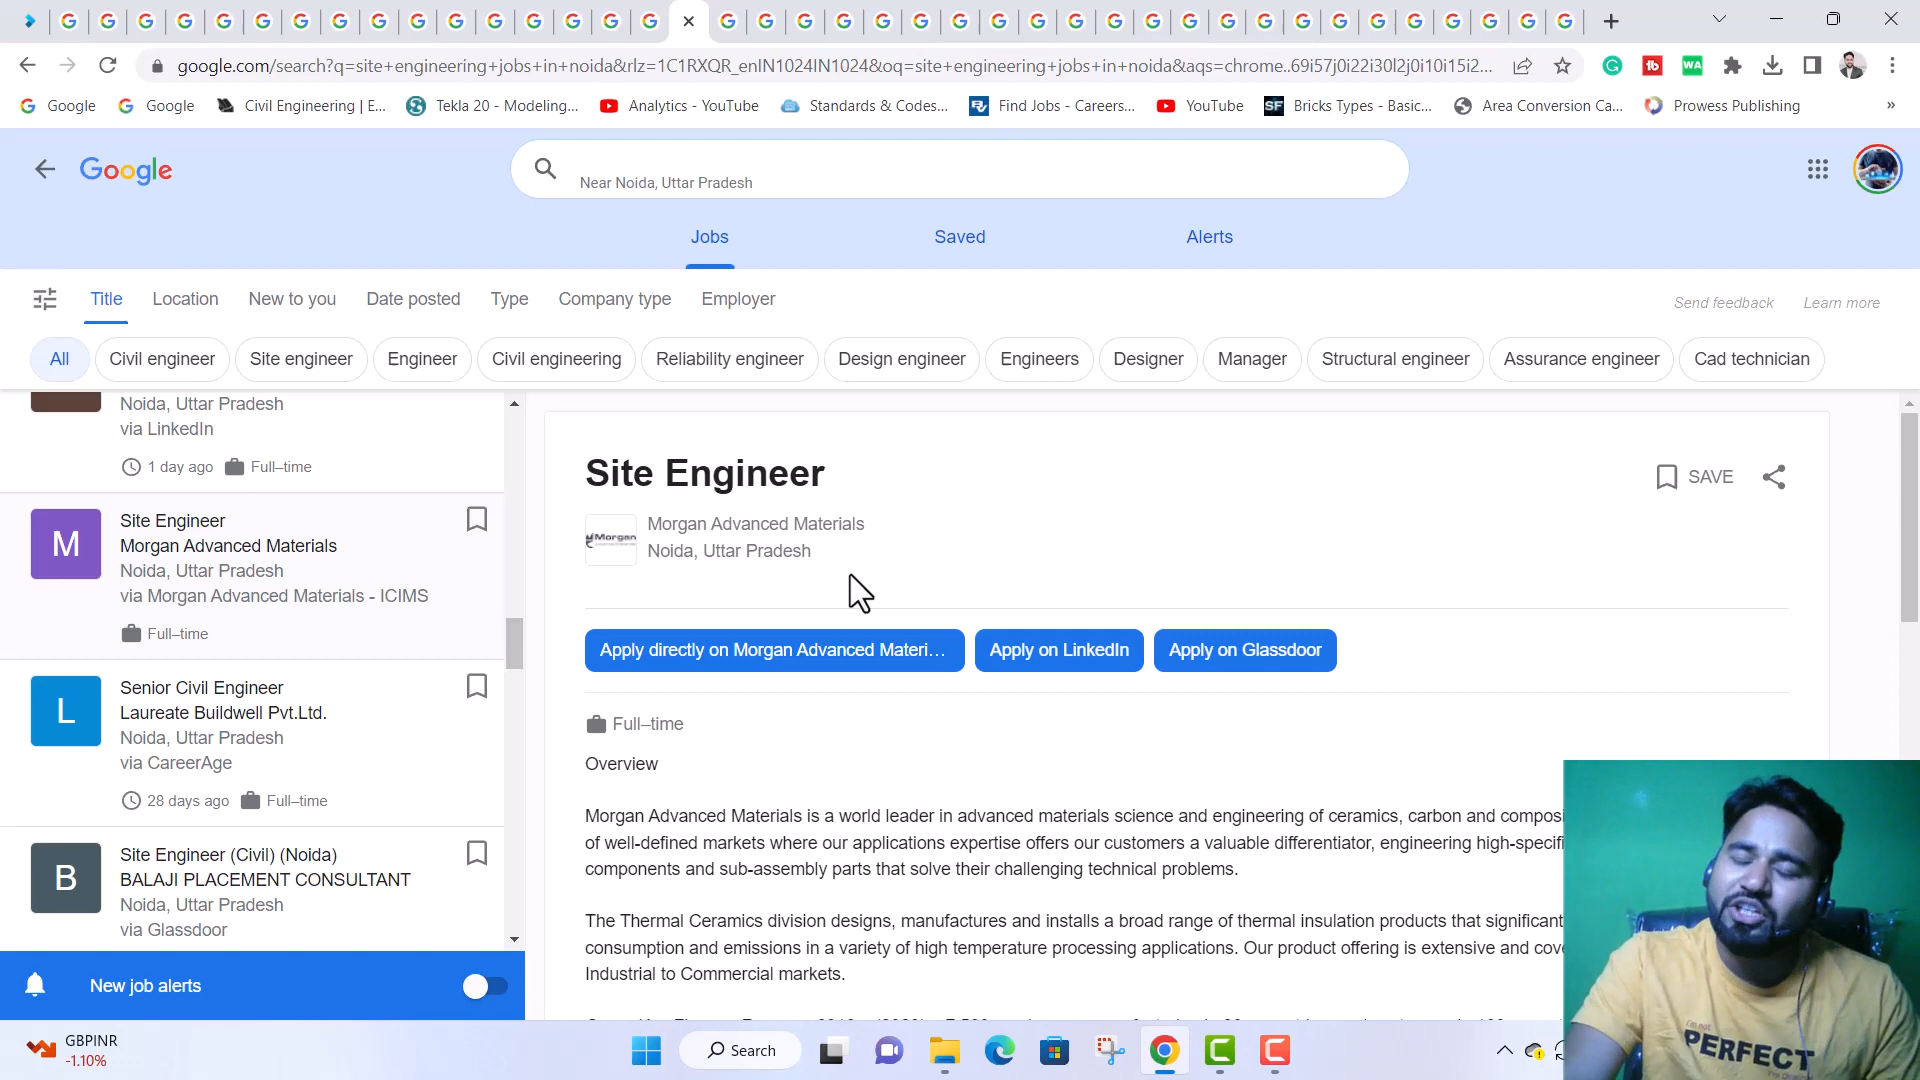 google.com/search?q=site+engineering+jobs+in+noida&rlz=1C1RXQR_enIN1024IN1024&oq=site+engineering+jobs+in+noida&aqs=chrome..69i57j0i22i30l2j0i10i15i2...
Google Google Civil Engineering | E... Tekla 20 - Modeling... Analytics - YouTube Standards & Codes... Find Jobs - Careers... YouTube SF Bricks Types - Basic... Area Conversion Ca... Prowess Publishing »
Google
Near Noida, Uttar Pradesh
Jobs Saved Alerts
Title Location New to you Date posted Type Company type Employer Send feedback Learn more
All Civil engineer Site engineer Engineer Civil engineering Reliability engineer Design engineer Engineers Designer Manager Structural engineer Assurance engineer Cad technician
Noida, Uttar Pradesh
via LinkedIn
1 day ago Full–time
M
Site Engineer
Morgan Advanced Materials
Noida, Uttar Pradesh
via Morgan Advanced Materials - ICIMS
Full–time
L
Senior Civil Engineer
Laureate Buildwell Pvt.Ltd.
Noida, Uttar Pradesh
via CareerAge
28 days ago Full–time
B
Site Engineer (Civil) (Noida)
BALAJI PLACEMENT CONSULTANT
Noida, Uttar Pradesh
via Glassdoor
New job alerts
Site Engineer
SAVE
Morgan
Morgan Advanced Materials
Noida, Uttar Pradesh
Apply directly on Morgan Advanced Materi... Apply on LinkedIn Apply on Glassdoor
Full–time
Overview
Morgan Advanced Materials is a world leader in advanced materials science and engineering of ceramics, carbon and composi
of well-defined markets where our applications expertise offers our customers a valuable differentiator, engineering high-specifi
components and sub-assembly parts that solve their challenging technical problems.
The Thermal Ceramics division designs, manufactures and installs a broad range of thermal insulation products that significant
consumption and emissions in a variety of high temperature processing applications. Our product offering is extensive and cov
Industrial to Commercial markets.
I'm not
PERFECT
GBPINR
-1.10%
Search